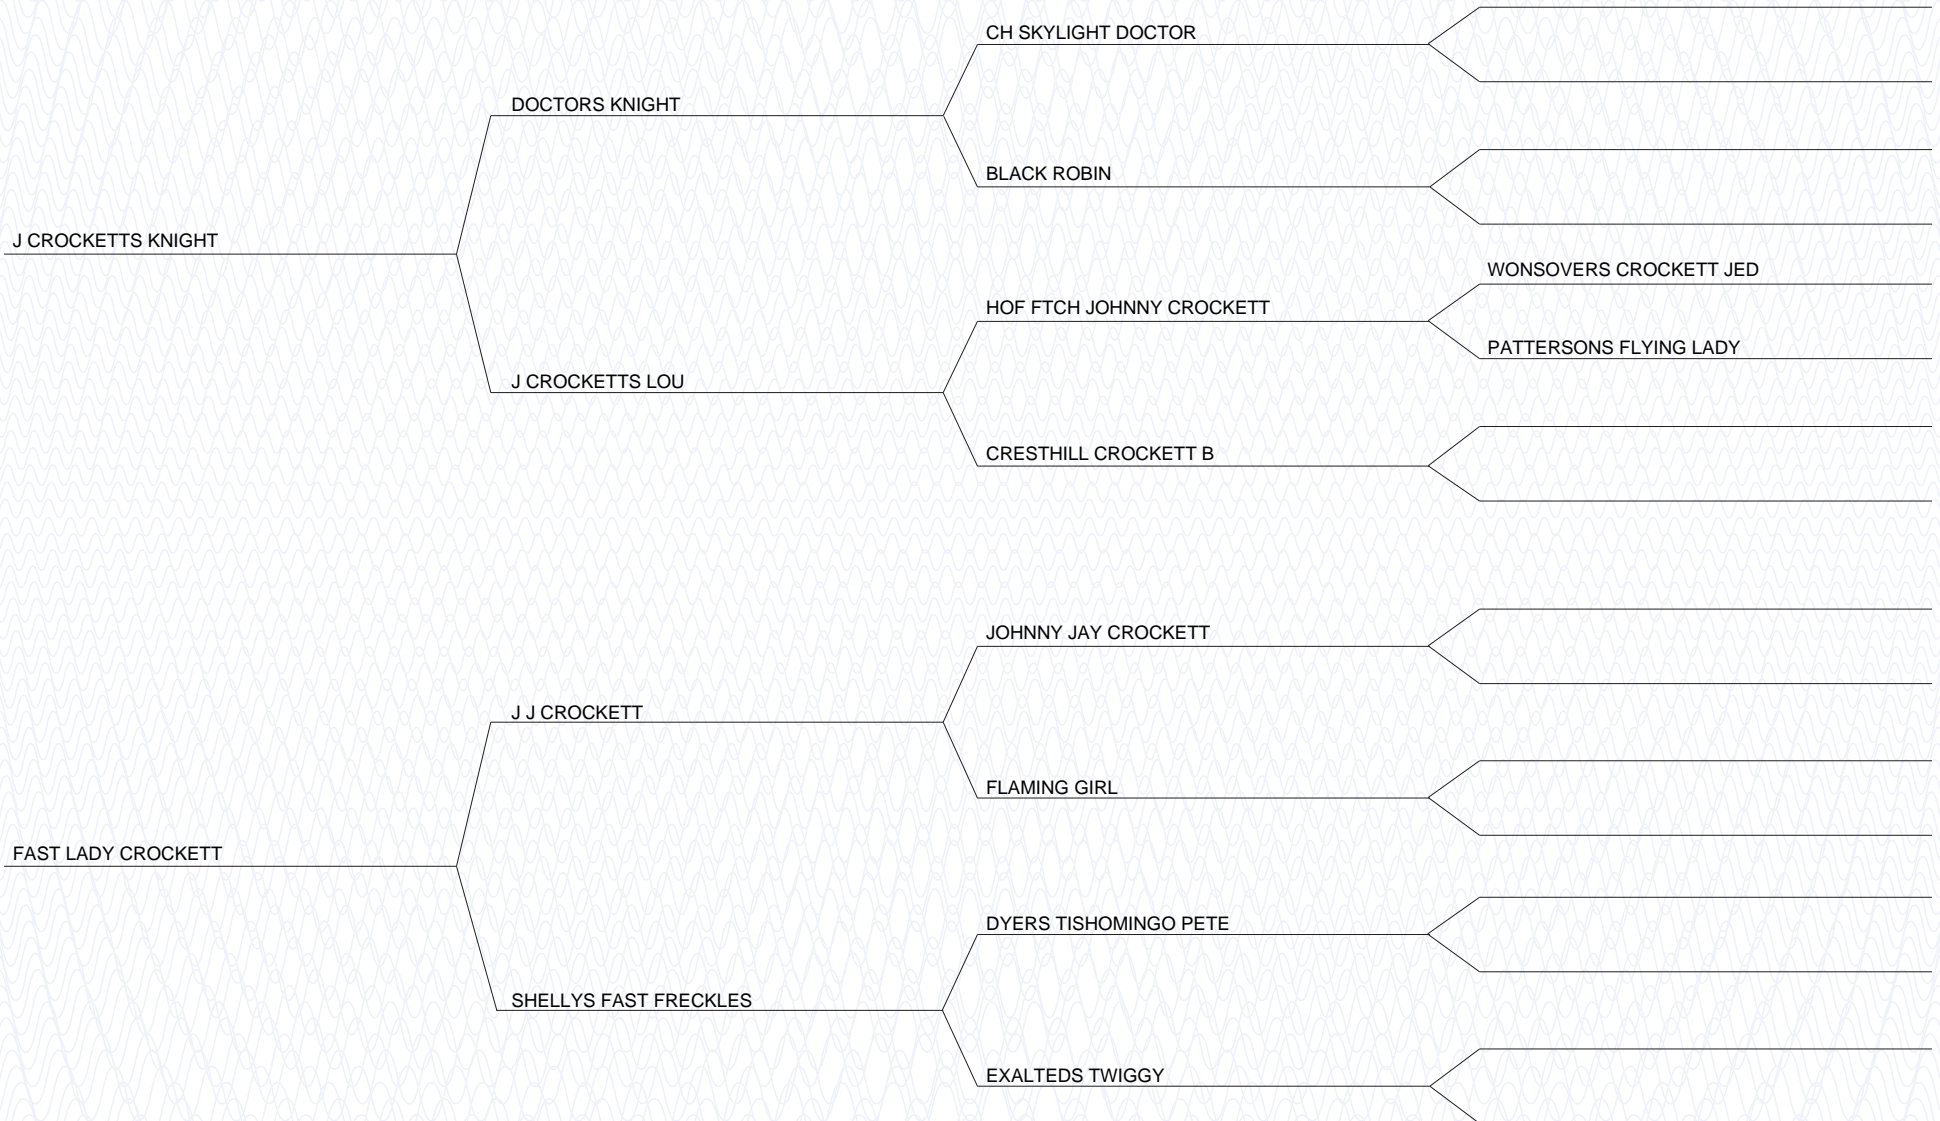 CH SKYLIGHT DOCTOR
DOCTORS KNIGHT
BLACK ROBIN
J CROCKETTS KNIGHT
WONSOVERS CROCKETT JED
HOF FTCH JOHNNY CROCKETT
PATTERSONS FLYING LADY
J CROCKETTS LOU
CRESTHILL CROCKETT B
JOHNNY JAY CROCKETT
J J CROCKETT
FLAMING GIRL
FAST LADY CROCKETT
DYERS TISHOMINGO PETE
SHELLYS FAST FRECKLES
EXALTEDS TWIGGY